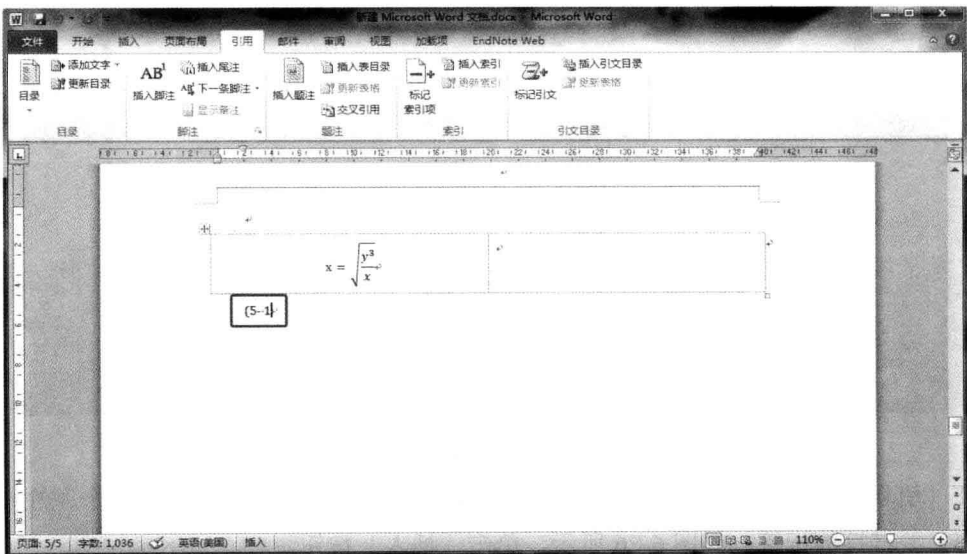 新建 Microsoft Word 文档.docx - Microsoft Word
文件 开始 插入 页面布局 引用 邮件 审阅 视图 加载项 EndNote Web
目录
添加文字
更新目录
目录
AB¹
插入脚注
插入尾注
下一条脚注
显示备注
脚注
插入题注
插入表目录
更新表格
交叉引用
题注
标记
索引项
插入索引
更新索引
索引
标记引文
插入引文目录
更新表格
引文目录
x = √(y³/x)
(5-1
页面: 5/5 字数: 1,036 英语(美国) 插入 110%